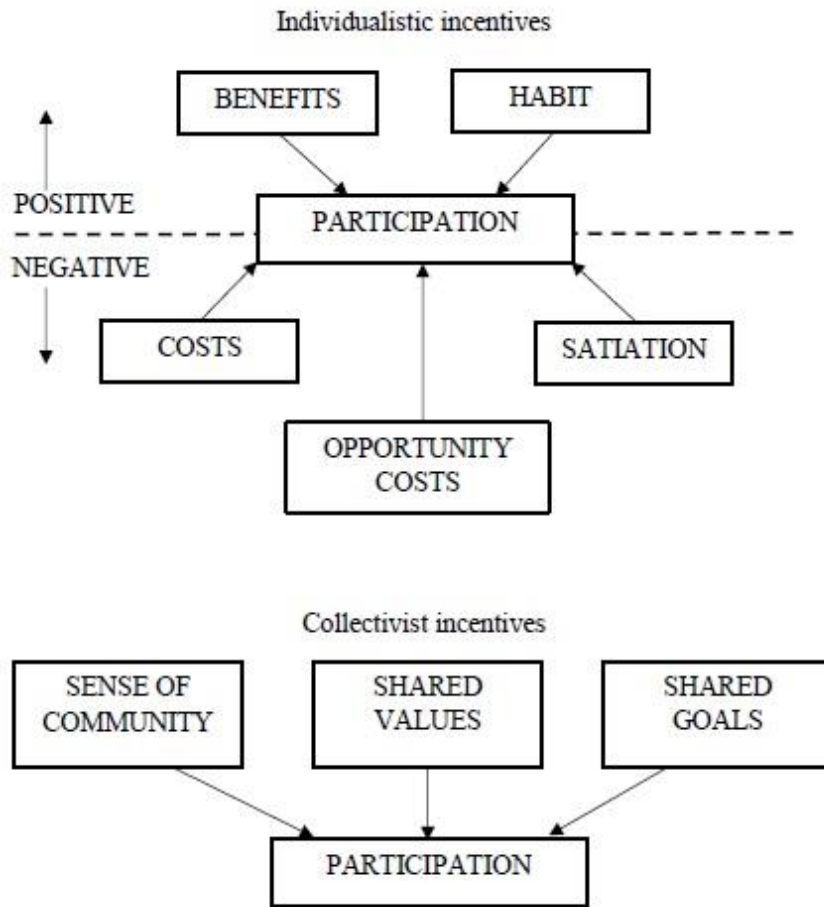 Individualistic incentives
BENEFITS
HABIT
POSITIVE
PARTICIPATION
NEGATIVE
COSTS
SATIATION
OPPORTUNITY
COSTS
Collectivist incentives
SENSE OF
COMMUNITY
SHARED
VALUES
SHARED
GOALS
PARTICIPATION